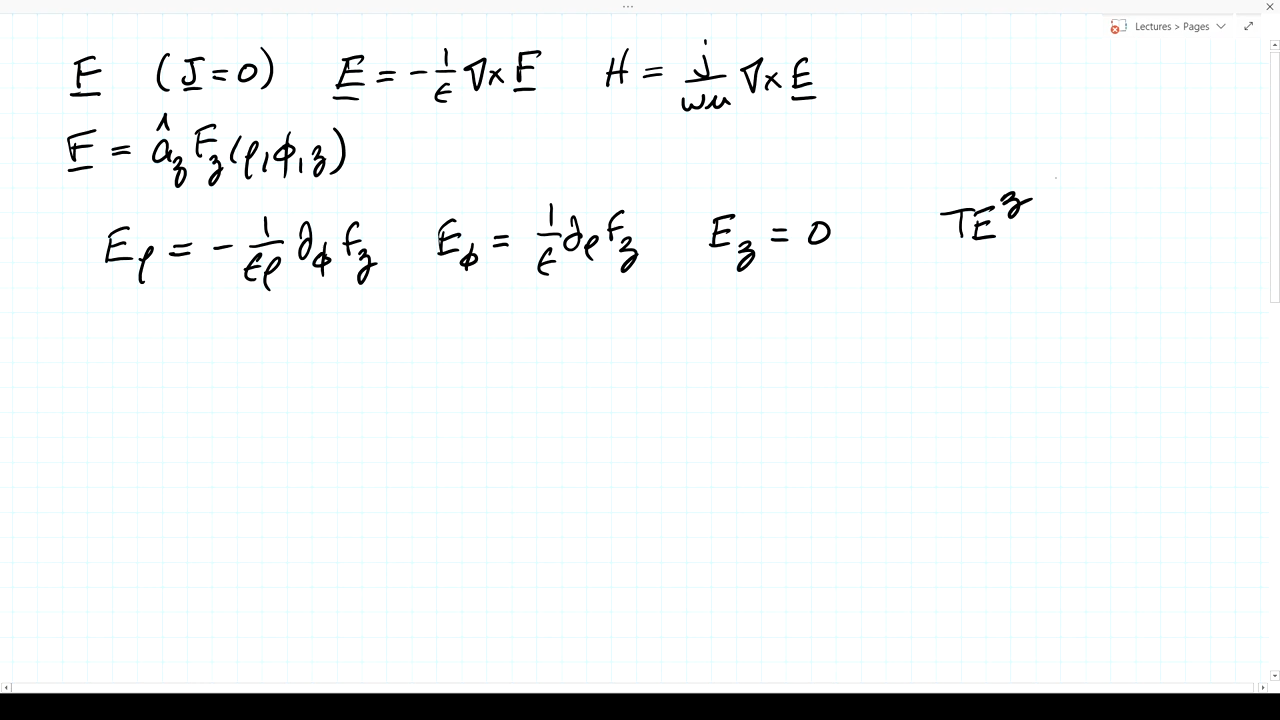 Lectures > Pages
F (J = 0) E = - 1/ϵ ∇ x F H = j/ωμ ∇ x E
F = â_z F_z (ρ, ϕ, z)
E_ρ = - 1/ϵρ ∂_ϕ F_z E_ϕ = 1/ϵ ∂_ρ F_z E_z = 0 TE^z